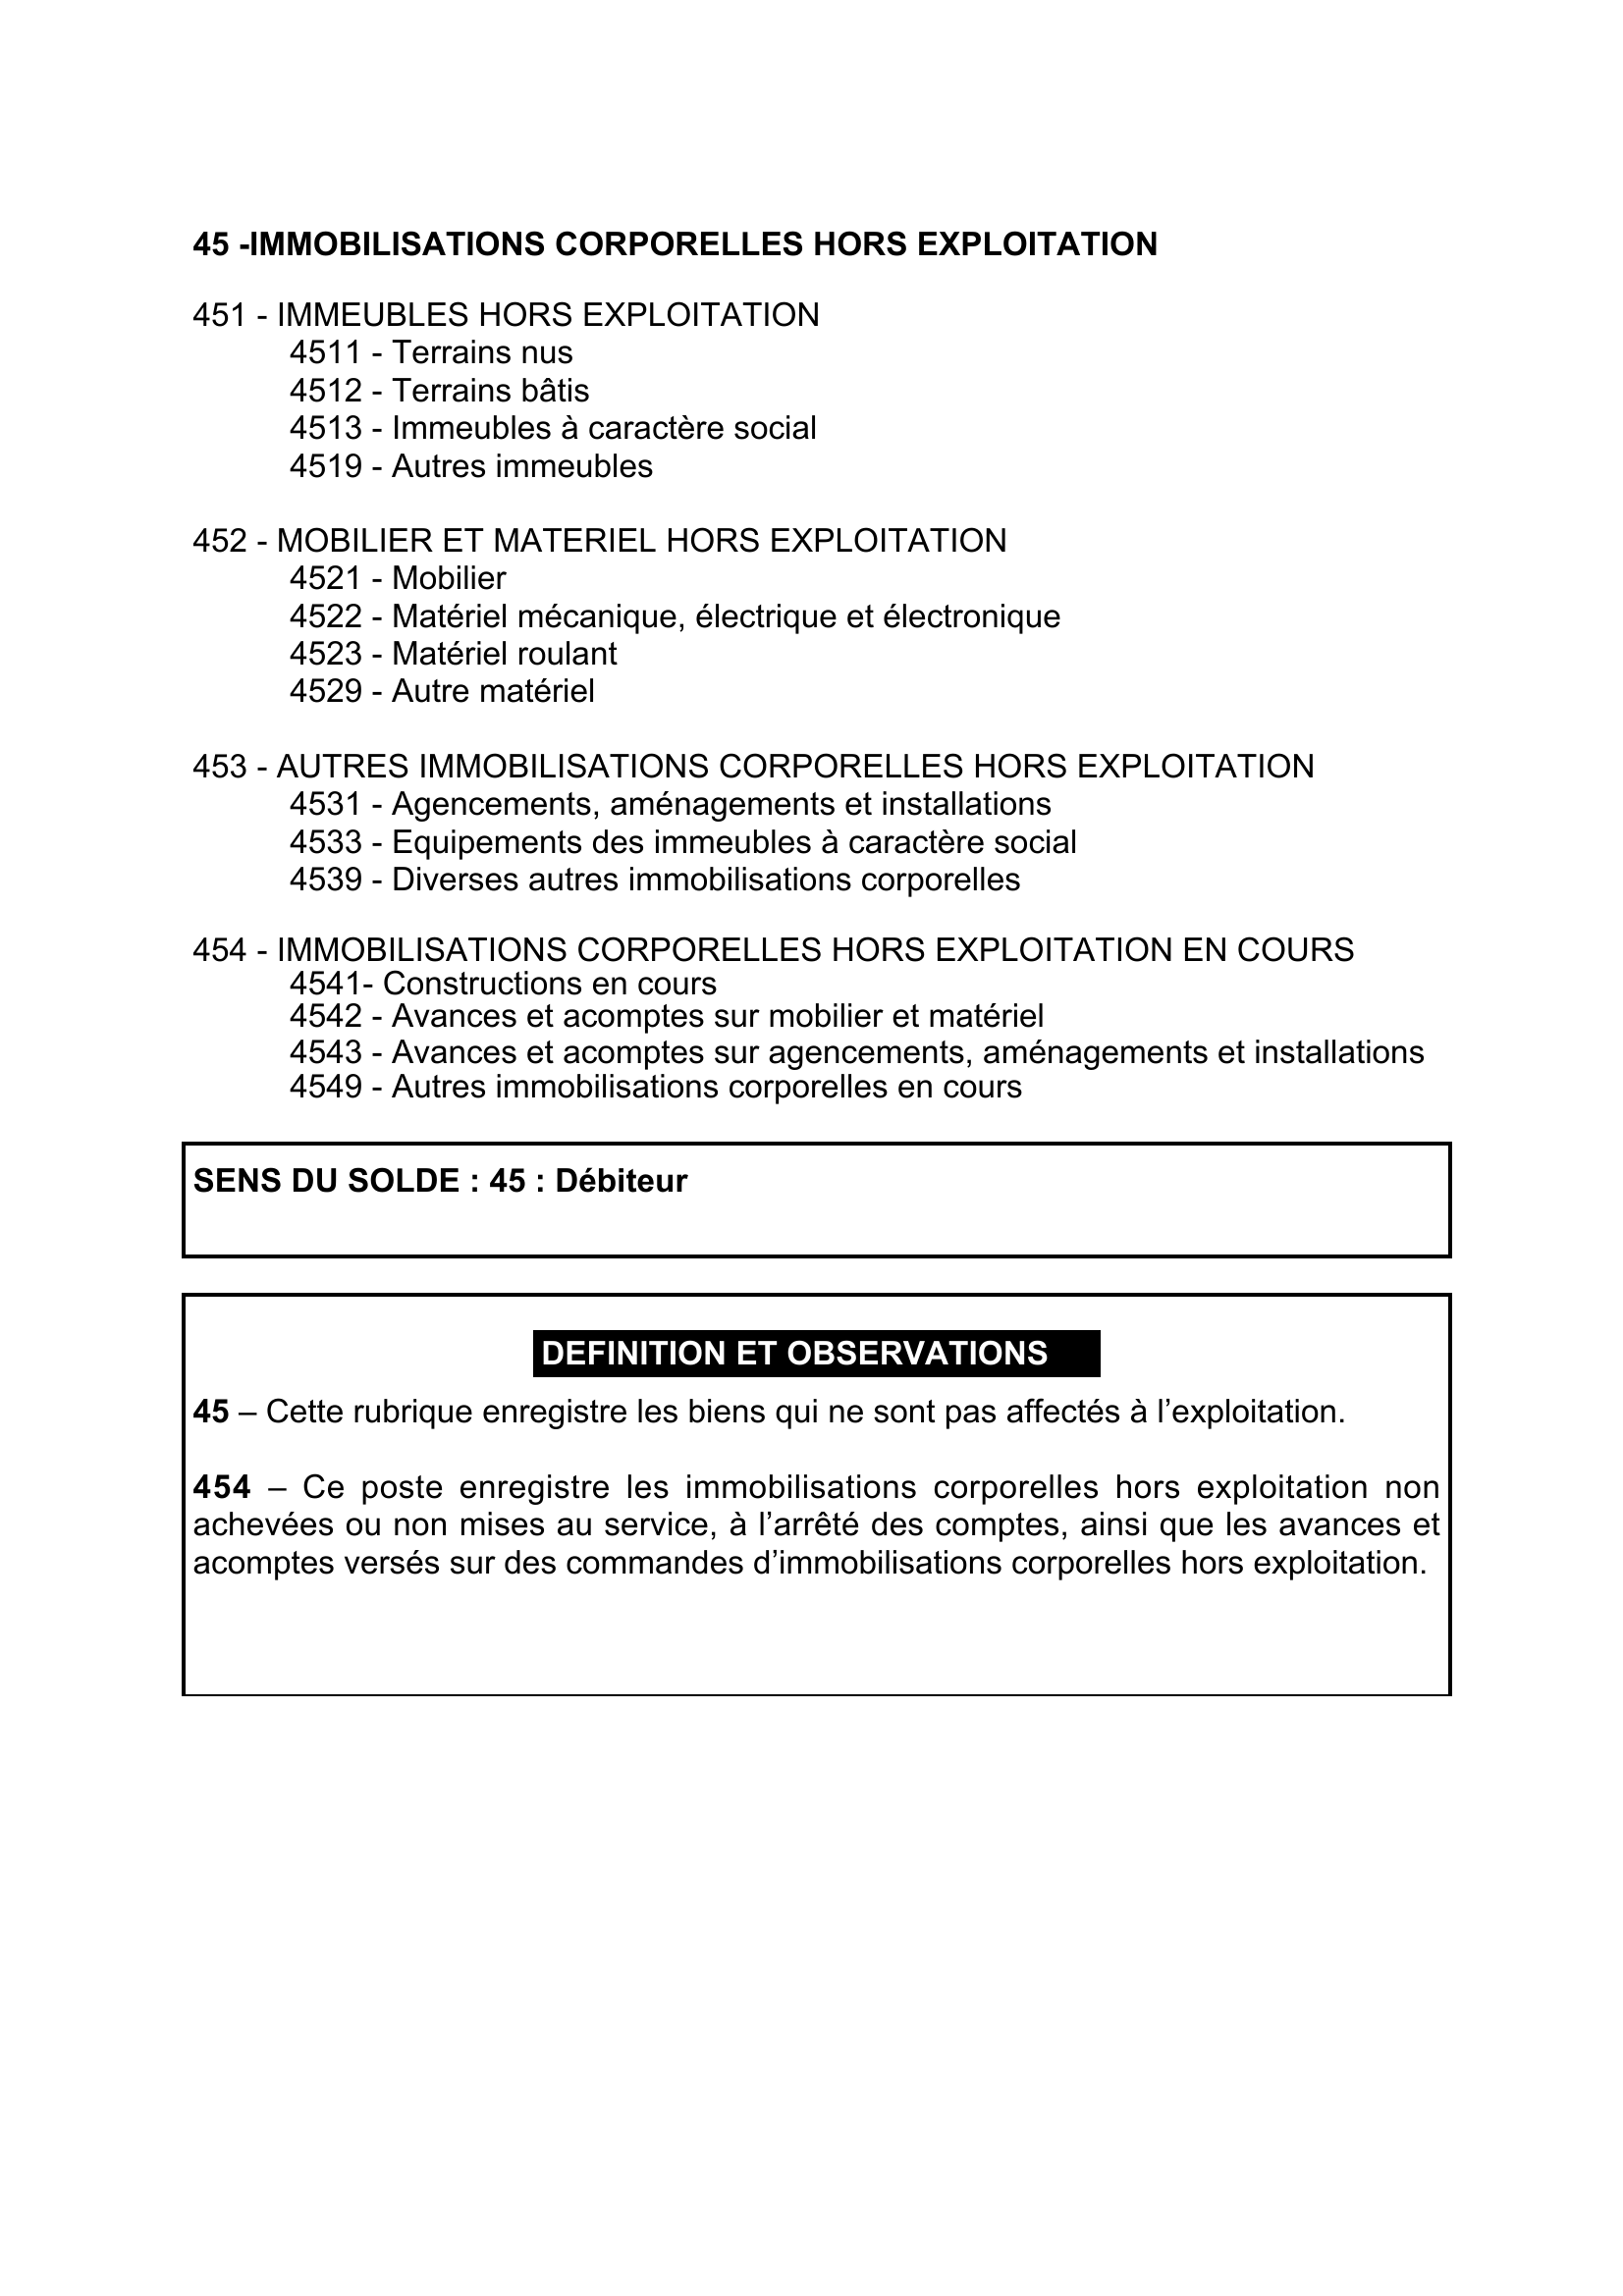 45 -IMMOBILISATIONS CORPORELLES HORS EXPLOITATION
451 - IMMEUBLES HORS EXPLOITATION
4511 - Terrains nus
4512 - Terrains bâtis
4513 - Immeubles à caractère social
4519 - Autres immeubles
452 - MOBILIER ET MATERIEL HORS EXPLOITATION
4521 - Mobilier
4522 - Matériel mécanique, électrique et électronique
4523 - Matériel roulant
4529 - Autre matériel
453 - AUTRES IMMOBILISATIONS CORPORELLES HORS EXPLOITATION
4531 - Agencements, aménagements et installations
4533 - Equipements des immeubles à caractère social
4539 - Diverses autres immobilisations corporelles
454 - IMMOBILISATIONS CORPORELLES HORS EXPLOITATION EN COURS
4541- Constructions en cours
4542 - Avances et acomptes sur mobilier et matériel
4543 - Avances et acomptes sur agencements, aménagements et installations
4549 - Autres immobilisations corporelles en cours
SENS DU SOLDE : 45 : Débiteur
DEFINITION ET OBSERVATIONS
45 – Cette rubrique enregistre les biens qui ne sont pas affectés à l’exploitation.
454 – Ce poste enregistre les immobilisations corporelles hors exploitation non
achevées ou non mises au service, à l’arrêté des comptes, ainsi que les avances et
acomptes versés sur des commandes d’immobilisations corporelles hors exploitation.